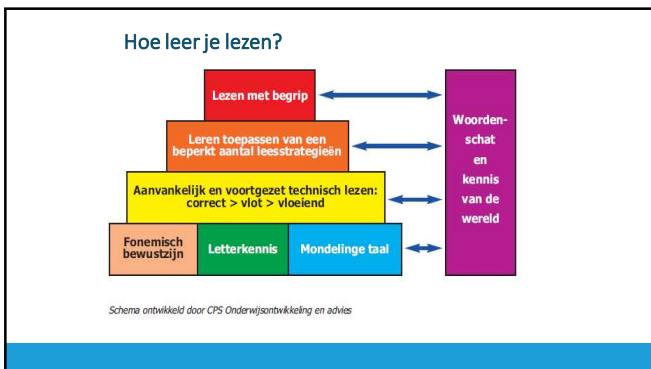 Hoe leer je lezen?
Lezen met begrip
Leren toepassen van een
beperkt aantal leesstrategieën
Aanvankelijk en voortgezet technisch lezen:
correct > vlot > vloeiend
Fonemisch
bewustzijn
Letterkennis
Mondelinge taal
Woorden-
schat
en
kennis
van de
wereld
Schema ontwikkeld door CPS Onderwijsontwikkeling en advies